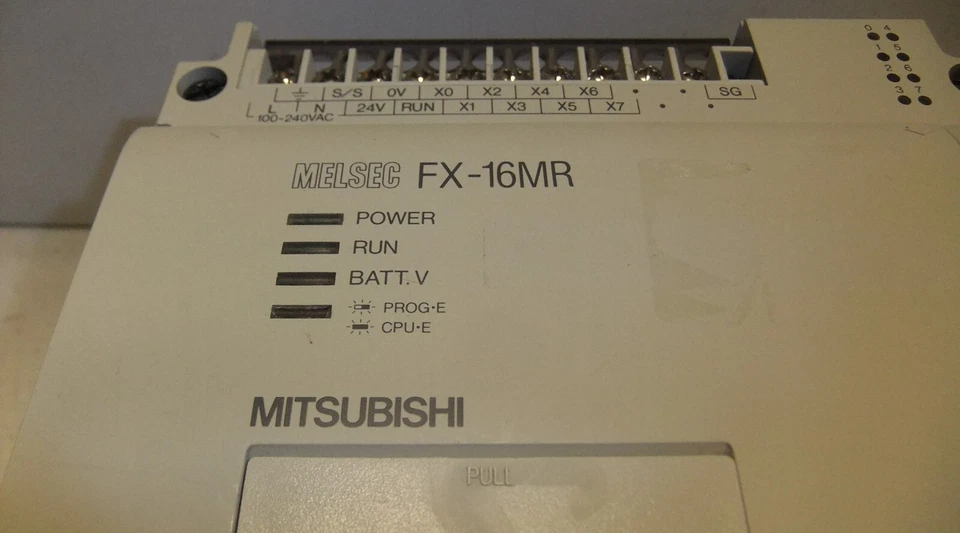 0 4
1 5
2 6
3 7
⏚ S/S 0V X0 X2 X4 X6 • • SG
L N 24V RUN X1 X3 X5 X7 • •
100-240VAC
MELSEC FX-16MR
POWER
RUN
BATT.V
PROG•E
CPU•E
MITSUBISHI
PULL